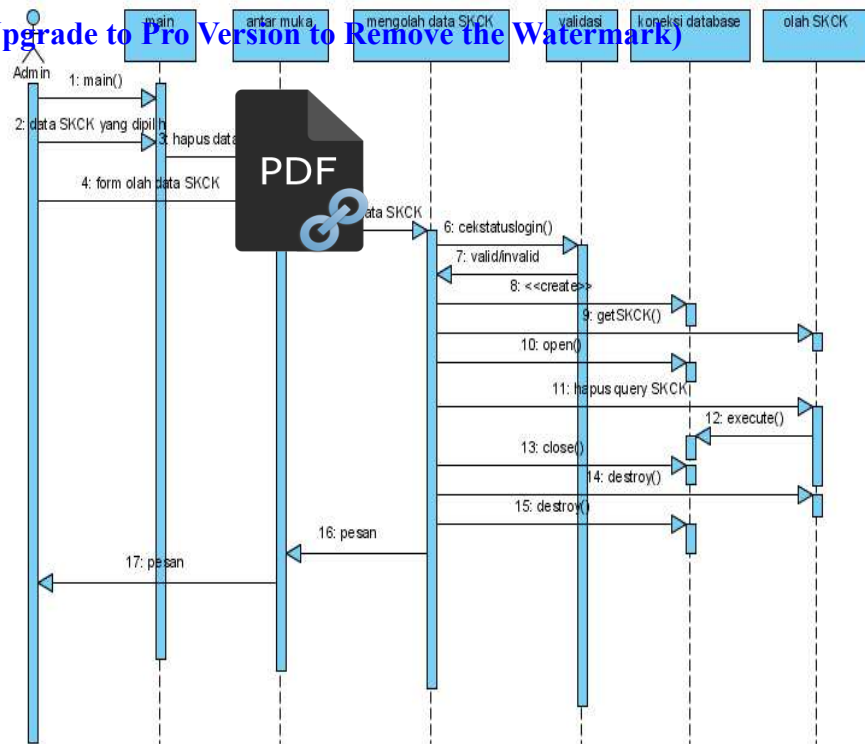 main
antar muka
mengolah data SKCK
validasi
koneksi database
olah SKCK
pgrade to Pro Version to Remove the Watermark)
Admin
1: main()
2: data SKCK yang dipilih
3: hapus data
PDF
4: form olah data SKCK
data SKCK
6: cekstatuslogin()
7: valid/invalid
8: <<create>>
9: getSKCK()
10: open()
11: hapus query SKCK
12: execute()
13: close()
14: destroy()
15: destroy()
16: pesan
17: pesan